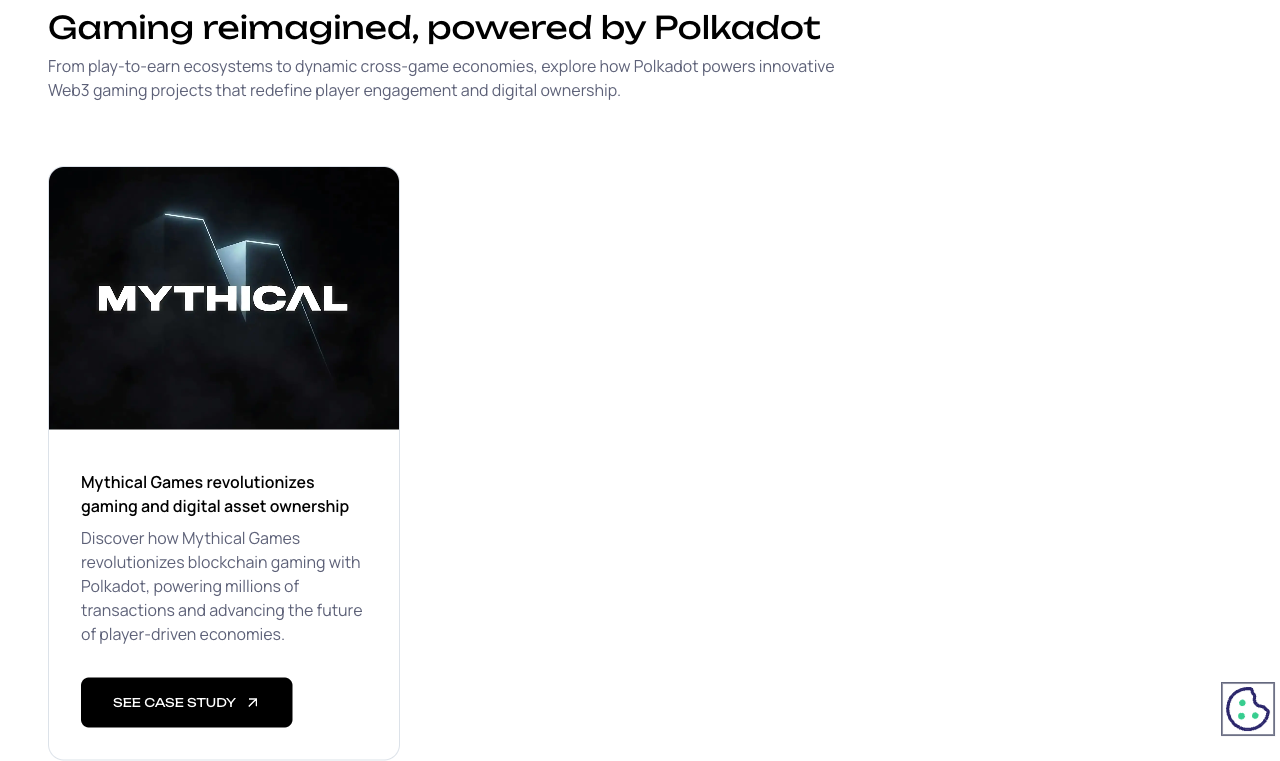 Gaming reimagined, powered by Polkadot
From play-to-earn ecosystems to dynamic cross-game economies, explore how Polkadot powers innovative
Web3 gaming projects that redefine player engagement and digital ownership.
MYTHICAL
Mythical Games revolutionizes
gaming and digital asset ownership
Discover how Mythical Games
revolutionizes blockchain gaming with
Polkadot, powering millions of
transactions and advancing the future
of player-driven economies.
SEE CASE STUDY